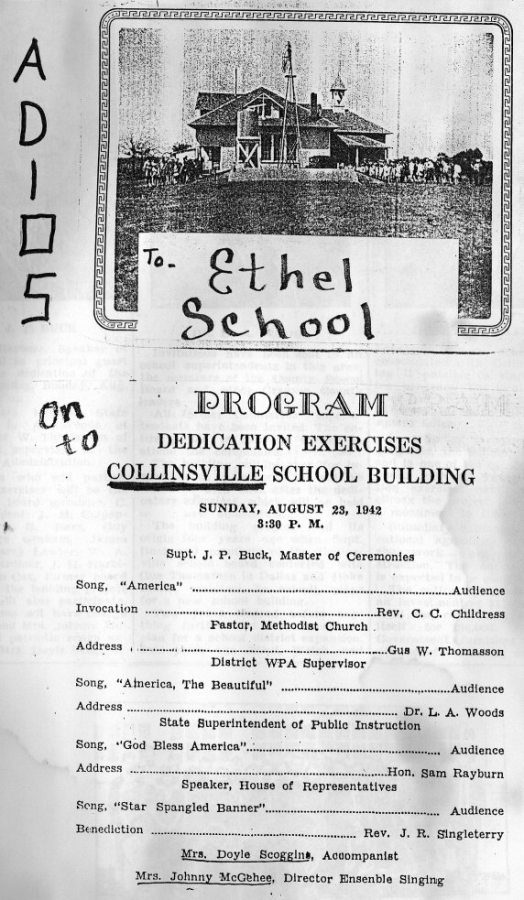 ADIOS
To- Ethel
School
On
to
PROGRAM
DEDICATION EXERCISES
COLLINSVILLE SCHOOL BUILDING
SUNDAY, AUGUST 23, 1942
3:30 P. M.
Supt. J. P. Buck, Master of Ceremonies
Song, "America" ........ Audience
Invocation ........ Rev. C. C. Childress
Pastor, Methodist Church
Address ........ Gus W. Thomasson
District WPA Supervisor
Song, "America, The Beautiful" ........ Audience
Address ........ Dr. L. A. Woods
State Superintendent of Public Instruction
Song, "God Bless America" ........ Audience
Address ........ Hon. Sam Rayburn
Speaker, House of Representatives
Song, "Star Spangled Banner" ........ Audience
Benediction ........ Rev. J. R. Singleterry
Mrs. Doyle Scoggins, Accompanist
Mrs. Johnny McGehee, Director Ensenble Singing